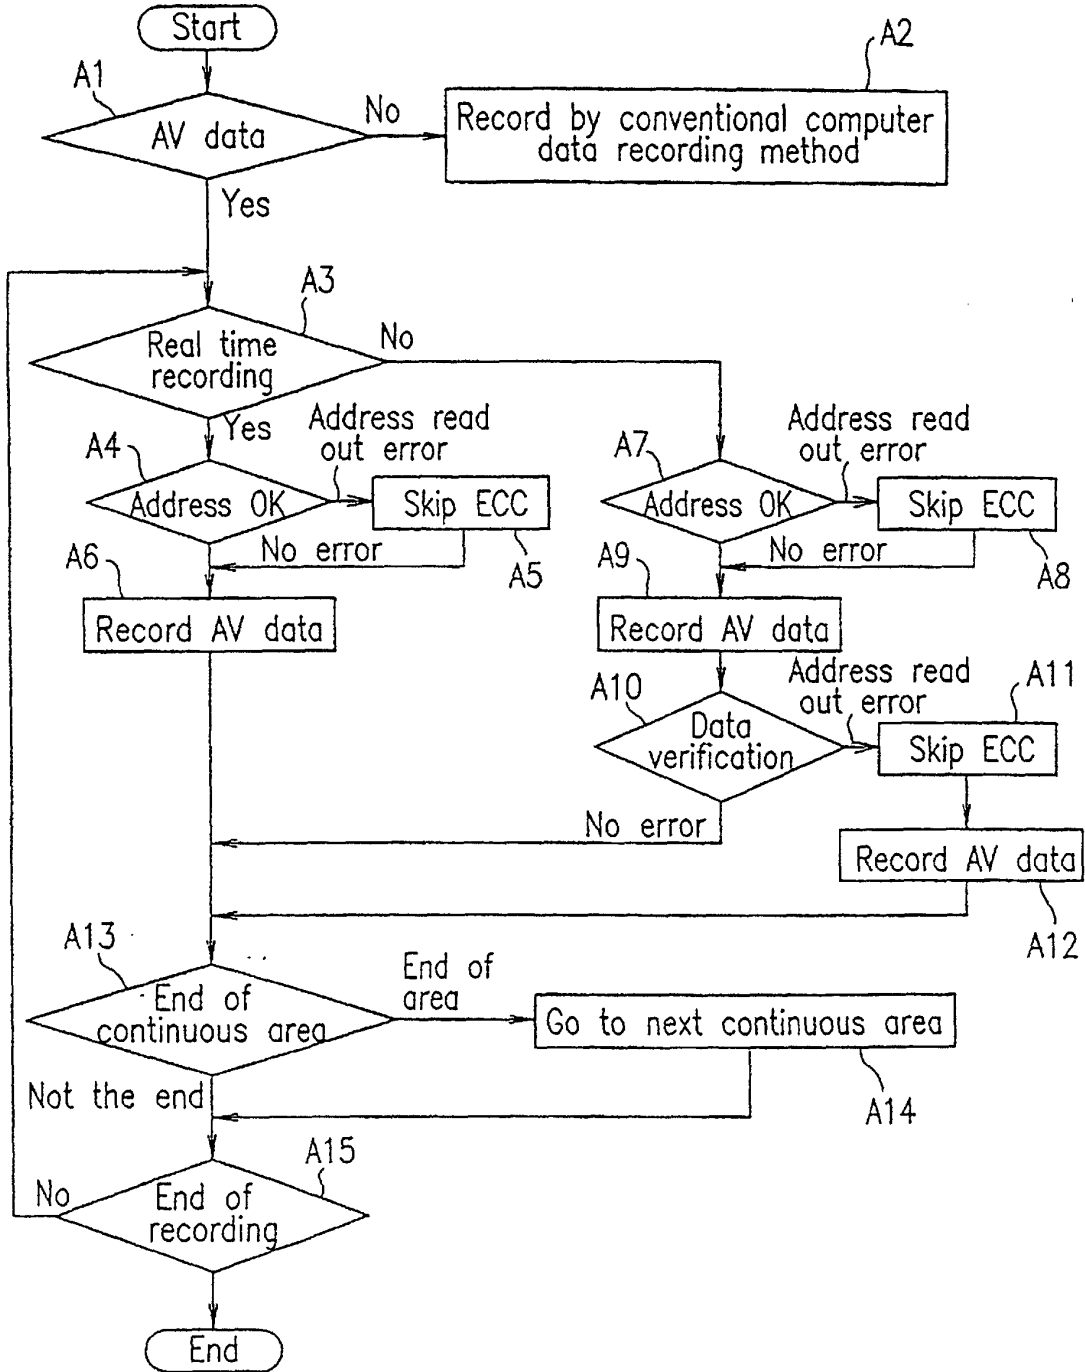 Start
A1
A2
AV data
No
Record by conventional computer
data recording method
Yes
A3
Real time
recording
No
Yes
A4
Address read
out error
Address OK
Skip ECC
No error
A5
A6
Record AV data
A7
Address read
out error
Address OK
Skip ECC
No error
A8
A9
Record AV data
A10
Address read
out error
A11
Data
verification
Skip ECC
No error
Record AV data
A12
A13
End of
continuous area
End of
area
Go to next continuous area
A14
Not the end
A15
No
End of
recording
End